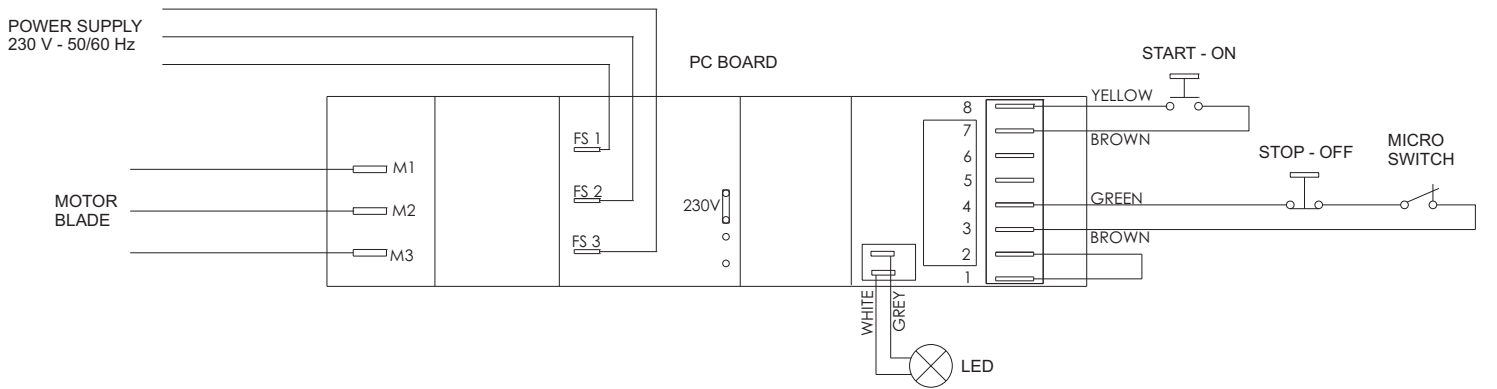 POWER SUPPLY
230 V - 50/60 Hz
PC BOARD
START - ON
YELLOW
8
7
BROWN
FS 1
6
STOP - OFF
MICRO
SWITCH
M1
5
MOTOR
BLADE
M2
FS 2
230V
4
GREEN
3
BROWN
M3
FS 3
2
1
WHITE
GREY
LED